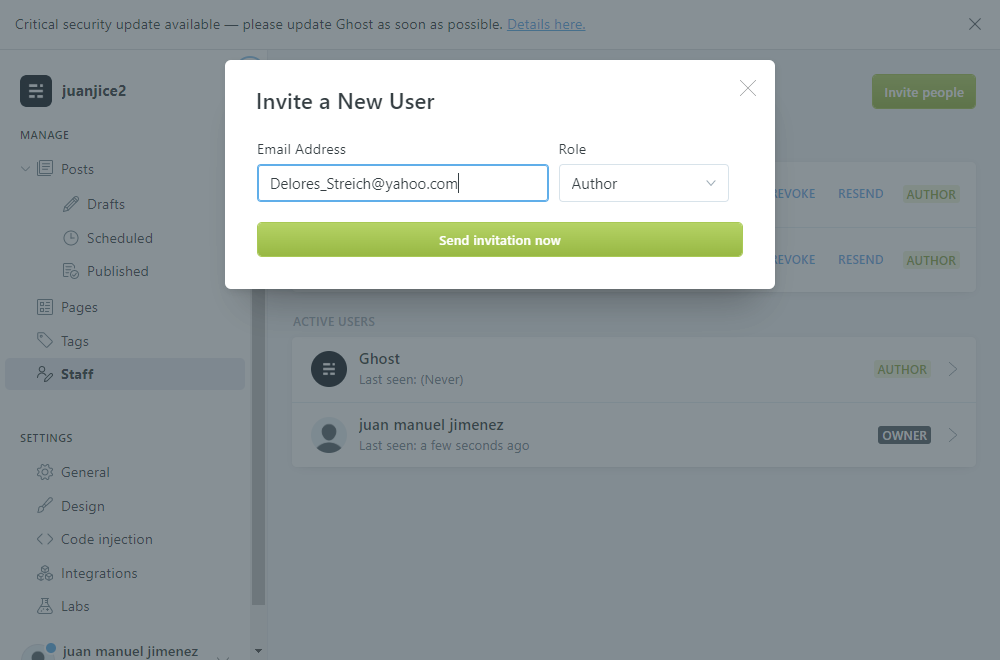 Critical security update available — please update Ghost as soon as possible. Details here.
juanjice2
Invite people
MANAGE
Posts
Drafts
Scheduled
Published
Pages
Tags
Staff
SETTINGS
General
Design
Code injection
Integrations
Labs
juan manuel jimenez
Invite a New User
Email Address
Role
Delores_Streich@yahoo.com
Author
Send invitation now
REVOKE RESEND AUTHOR
REVOKE RESEND AUTHOR
ACTIVE USERS
Ghost
Last seen: (Never)
AUTHOR
juan manuel jimenez
Last seen: a few seconds ago
OWNER